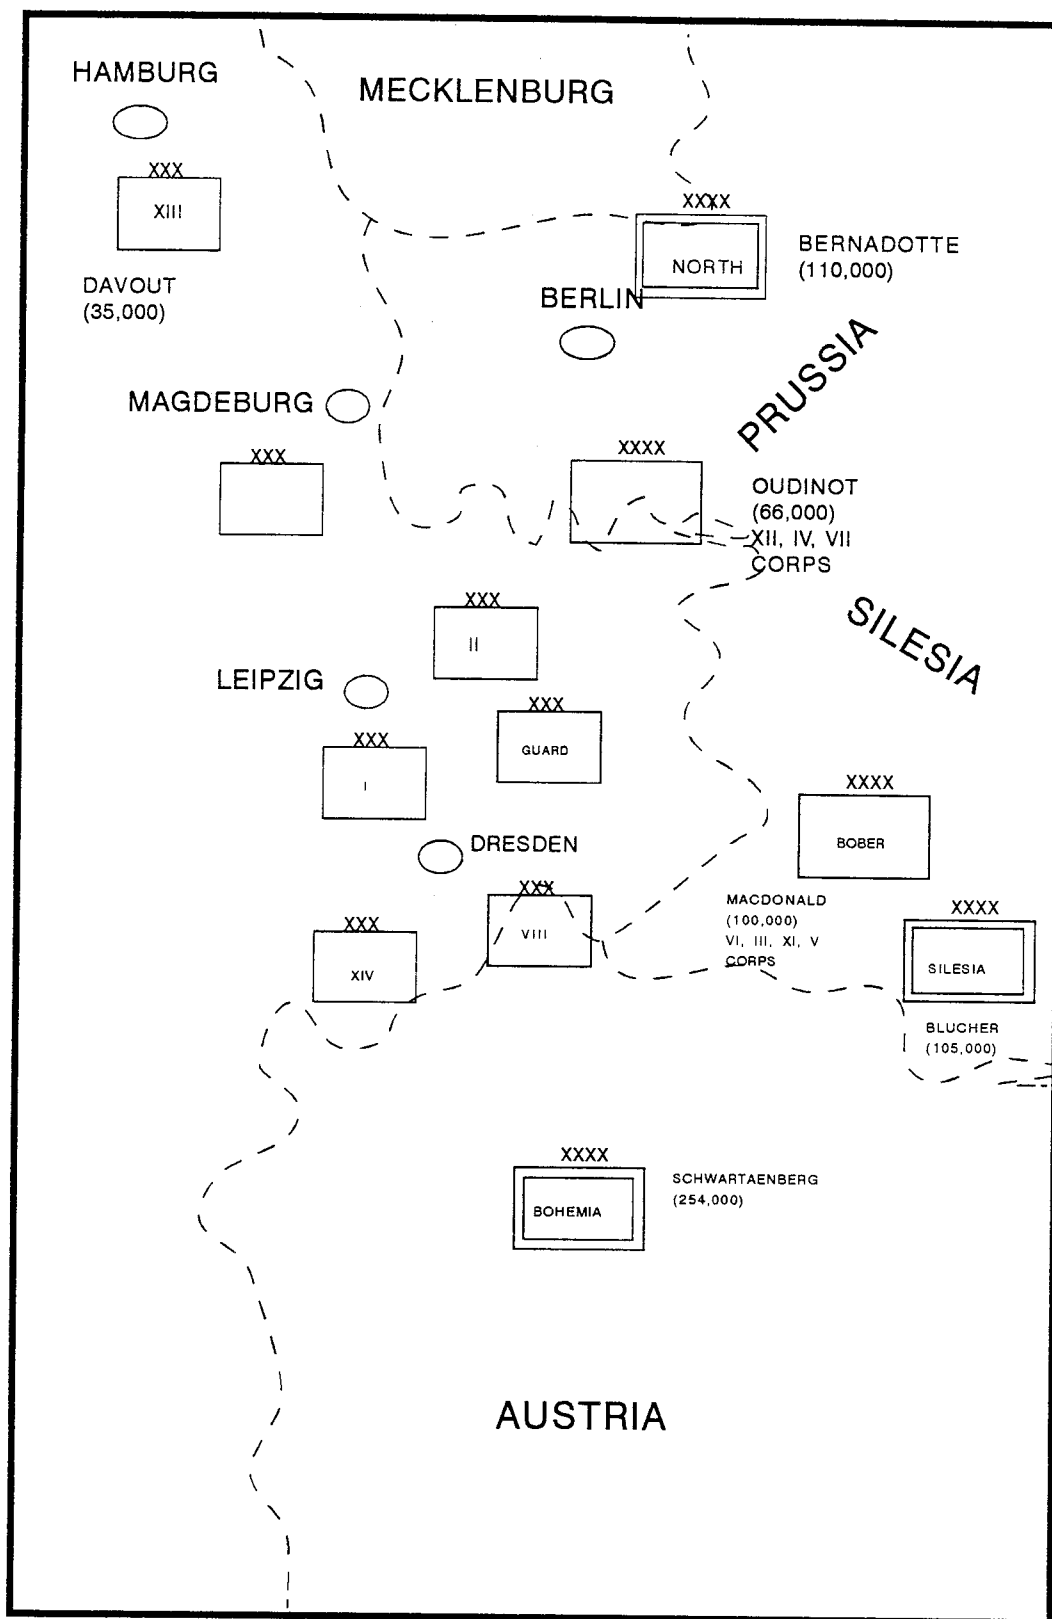 HAMBURG
MECKLENBURG
XXX
XIII
DAVOUT
(35,000)
XXXX
NORTH
BERNADOTTE
(110,000)
BERLIN
PRUSSIA
MAGDEBURG
XXX
XXXX
OUDINOT
(66,000)
XII, IV, VII
CORPS
SILESIA
XXX
II
LEIPZIG
XXX
GUARD
XXX
I
DRESDEN
XXXX
BOBER
MACDONALD
(100,000)
VI, III, XI, V
CORPS
XXX
VIII
XXX
XIV
XXXX
SILESIA
BLUCHER
(105,000)
XXXX
BOHEMIA
SCHWARTAENBERG
(254,000)
AUSTRIA